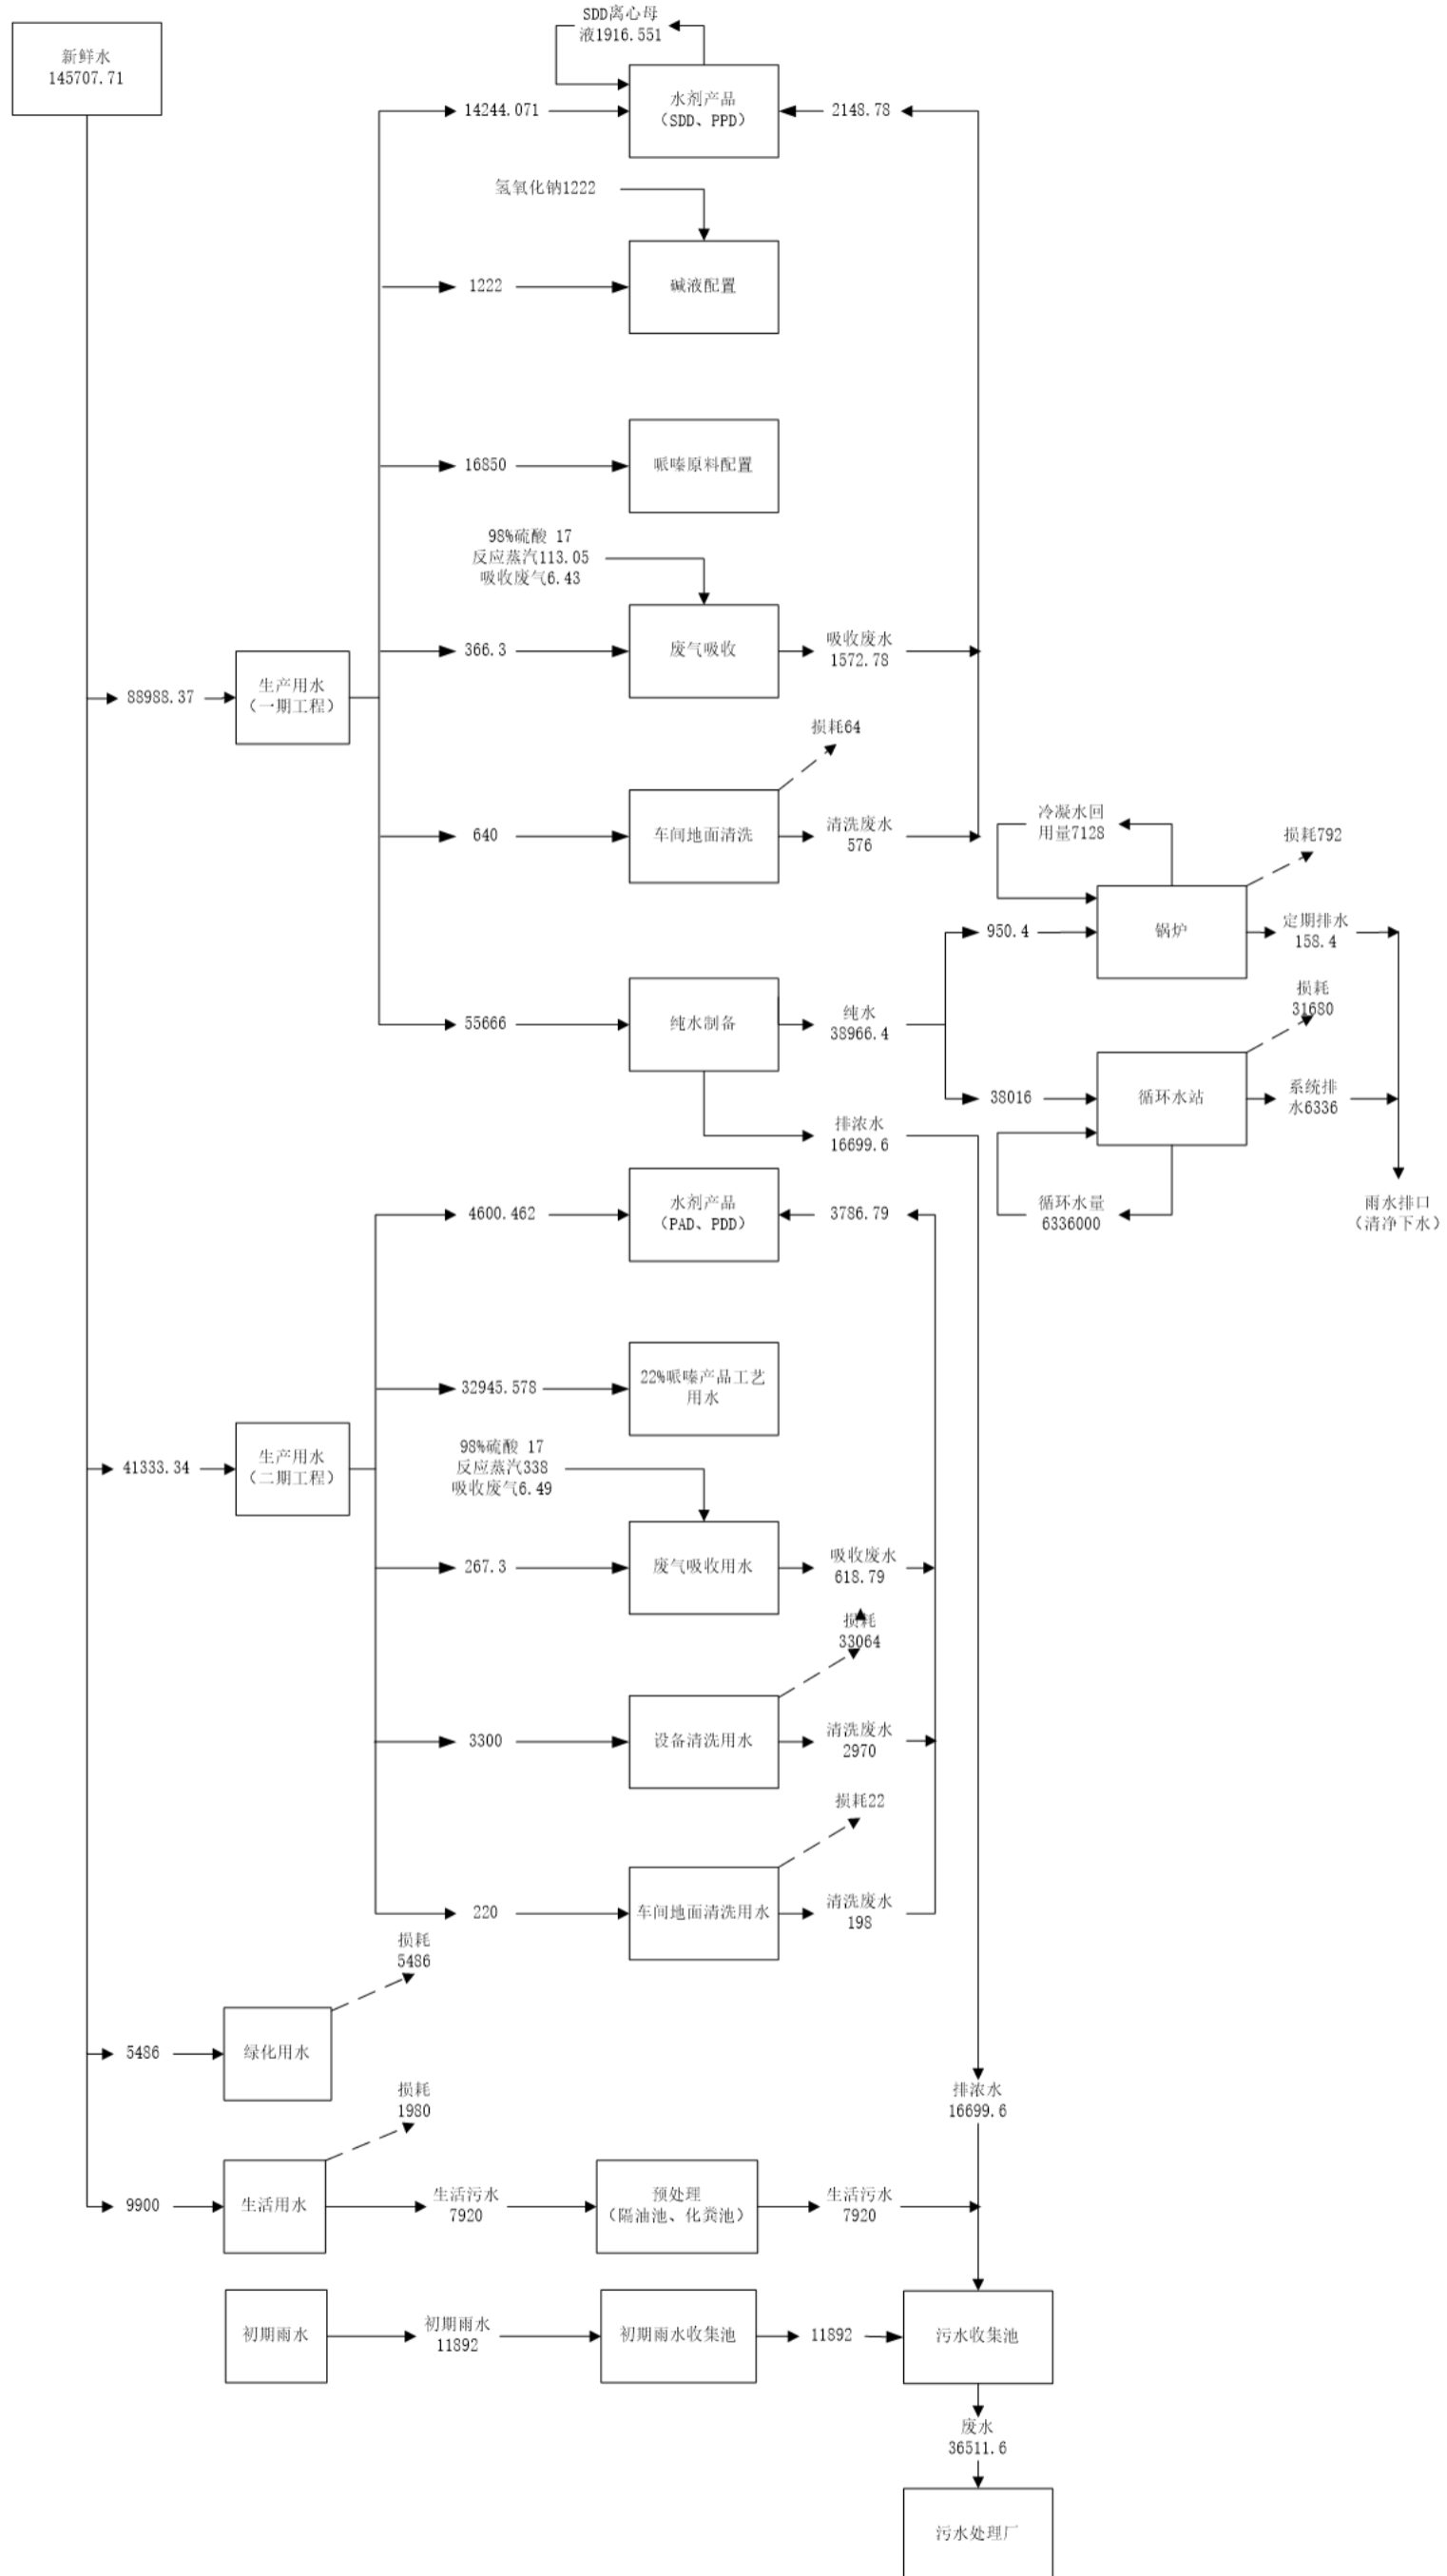 SDD离心母
液1916.551
新鲜水
145707.71
水剂产品
（SDD、PPD）
14244.071
2148.78
氢氧化钠1222
1222
碱液配置
16850
哌嗪原料配置
98%硫酸 17
反应蒸汽113.05
吸收废气6.43
366.3
废气吸收
吸收废水
1572.78
88988.37
生产用水
（一期工程）
损耗64
640
车间地面清洗
清洗废水
576
冷凝水回
用量7128
损耗792
950.4
锅炉
定期排水
158.4
55666
纯水制备
纯水
38966.4
损耗
31680
38016
循环水站
系统排
水6336
排浓水
16699.6
循环水量
6336000
雨水排口
（清净下水）
4600.462
水剂产品
（PAD、PDD）
3786.79
32945.578
22%哌嗪产品工艺
用水
41333.34
生产用水
（二期工程）
98%硫酸 17
反应蒸汽338
吸收废气6.49
267.3
废气吸收用水
吸收废水
618.79
损耗
33064
3300
设备清洗用水
清洗废水
2970
损耗22
220
车间地面清洗用水
清洗废水
198
损耗
5486
5486
绿化用水
损耗
1980
排浓水
16699.6
9900
生活用水
生活污水
7920
预处理
（隔油池、化粪池）
生活污水
7920
初期雨水
初期雨水
11892
初期雨水收集池
11892
污水收集池
废水
36511.6
污水处理厂